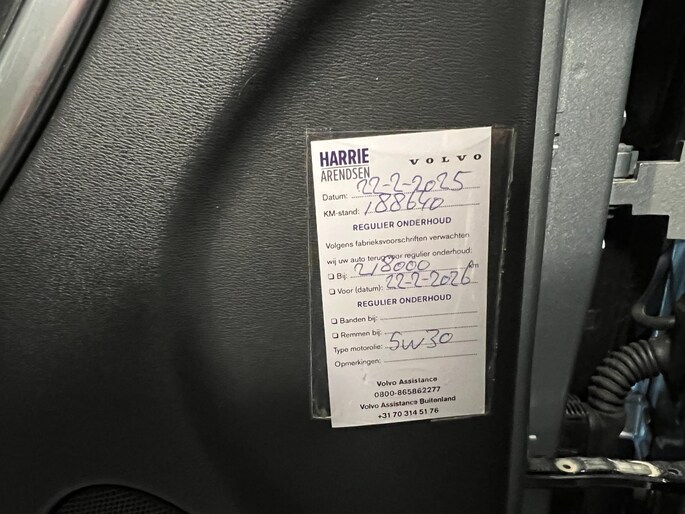 HARRIE VOLVO
ARENDSEN
Datum: 22-2-2025
KM-stand: 188640
REGULIER ONDERHOUD
Volgens fabrieksvoorschriften verwachten
wij uw auto terug voor regulier onderhoud:
❏ Bij: 218000 Km
❏ Voor (datum): 22-2-2026
REGULIER ONDERHOUD
❏ Banden bij:
❏ Remmen bij:
Type motorolie: 5W30
Opmerkingen:
Volvo Assistance
0800-865862277
Volvo Assistance Buitenland
+31 70 314 51 76